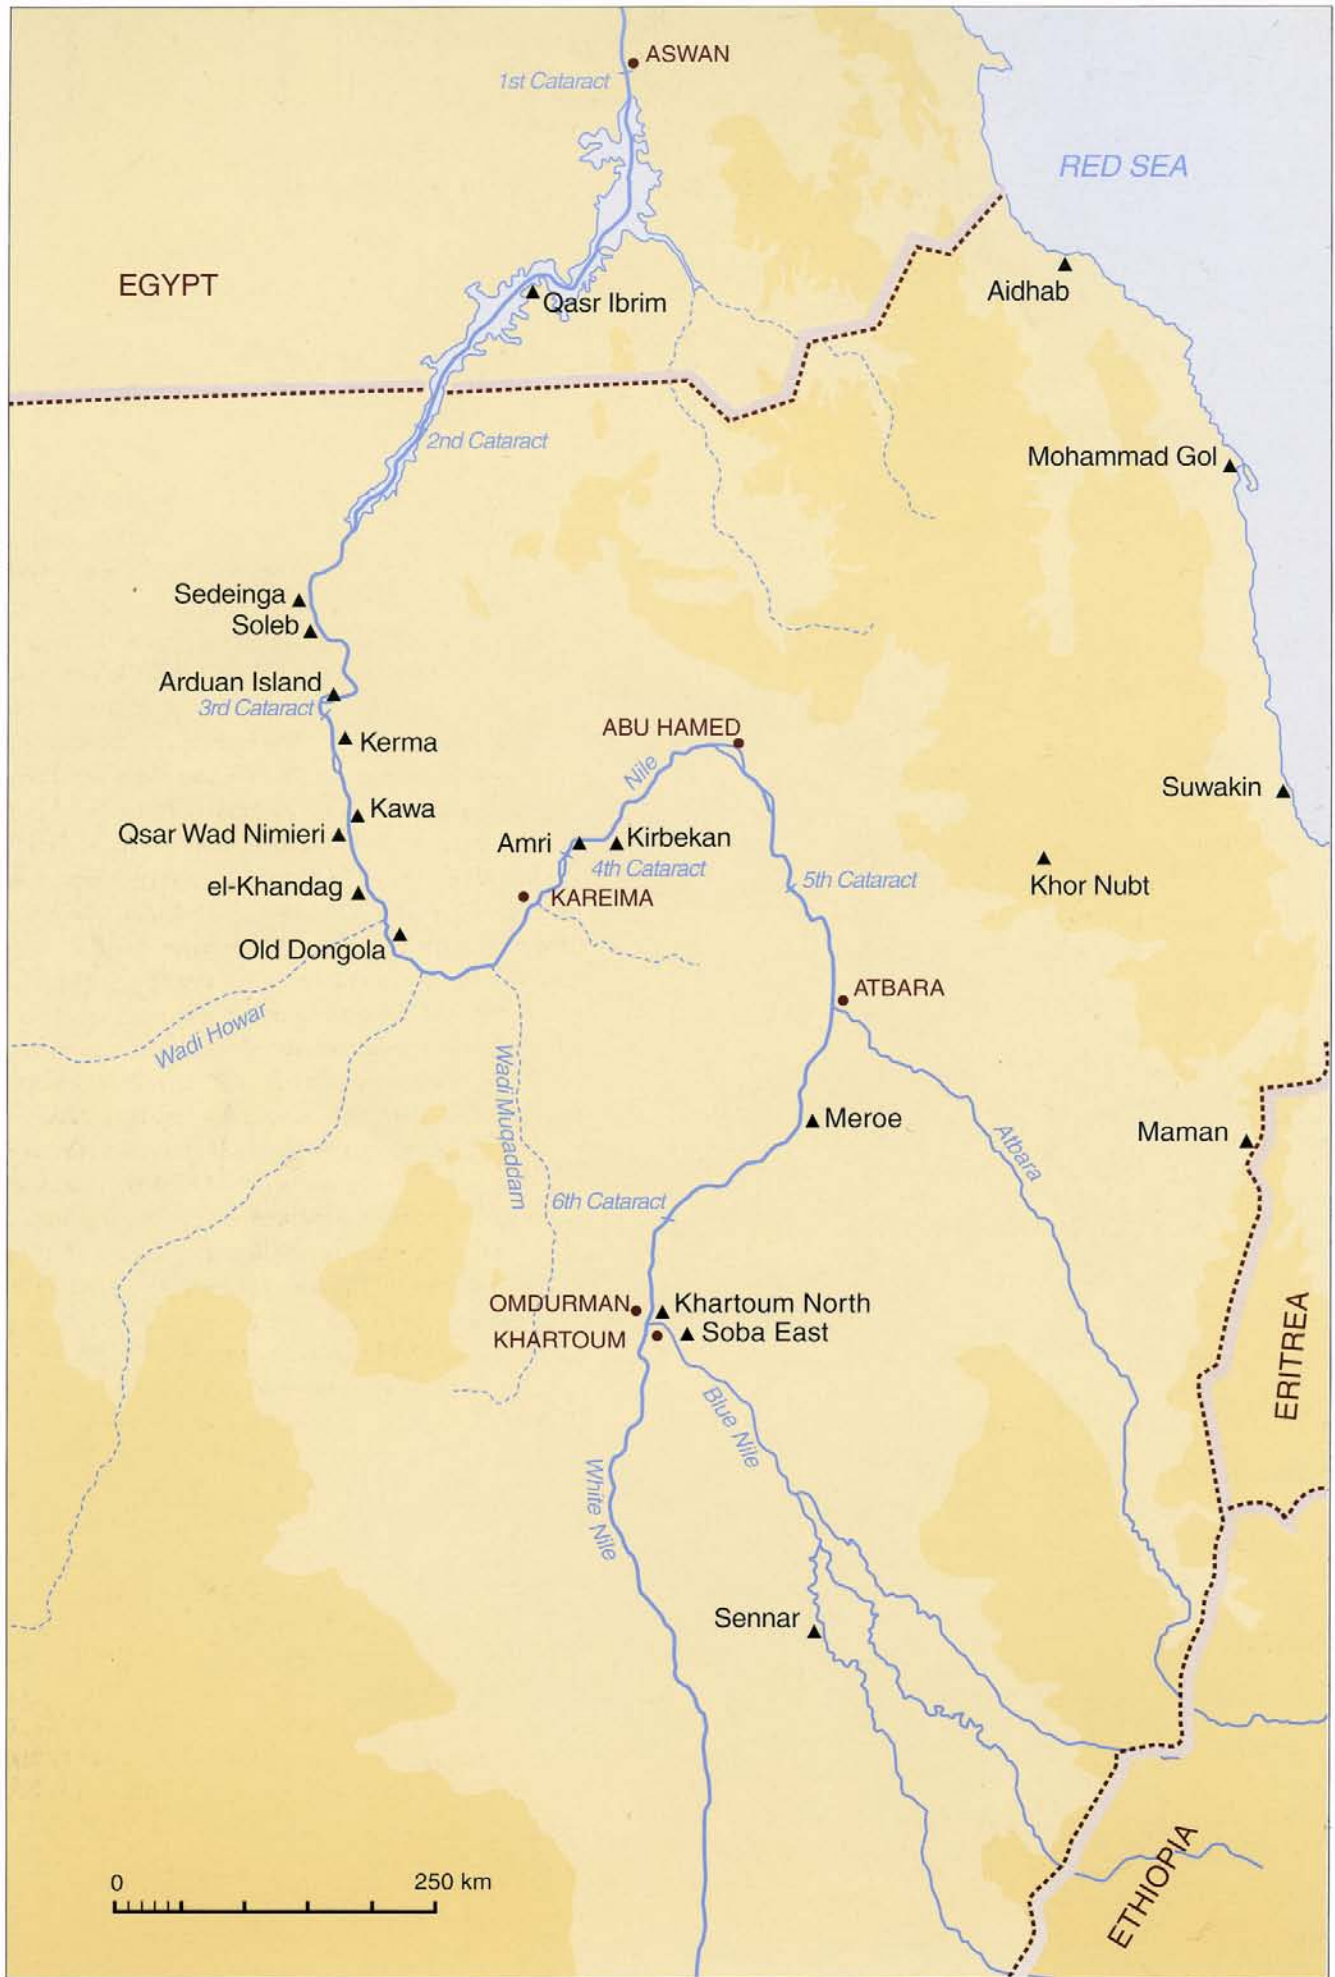 ASWAN
1st Cataract
RED SEA
EGYPT
Aidhab
Qasr Ibrim
2nd Cataract
Mohammad Gol
Sedeinga
Soleb
Arduan Island
3rd Cataract
ABU HAMED
Kerma
Nile
Suwakin
Kawa
Qsar Wad Nimieri
Amri
Kirbekan
4th Cataract
5th Cataract
Khor Nubt
el-Khandag
KAREIMA
Old Dongola
ATBARA
Wadi Howar
Wadi Muqaddam
Meroe
Maman
Atbara
6th Cataract
OMDURMAN
Khartoum North
KHARTOUM
Soba East
ERITREA
Blue Nile
White Nile
Sennar
0
250 km
ETHIOPIA